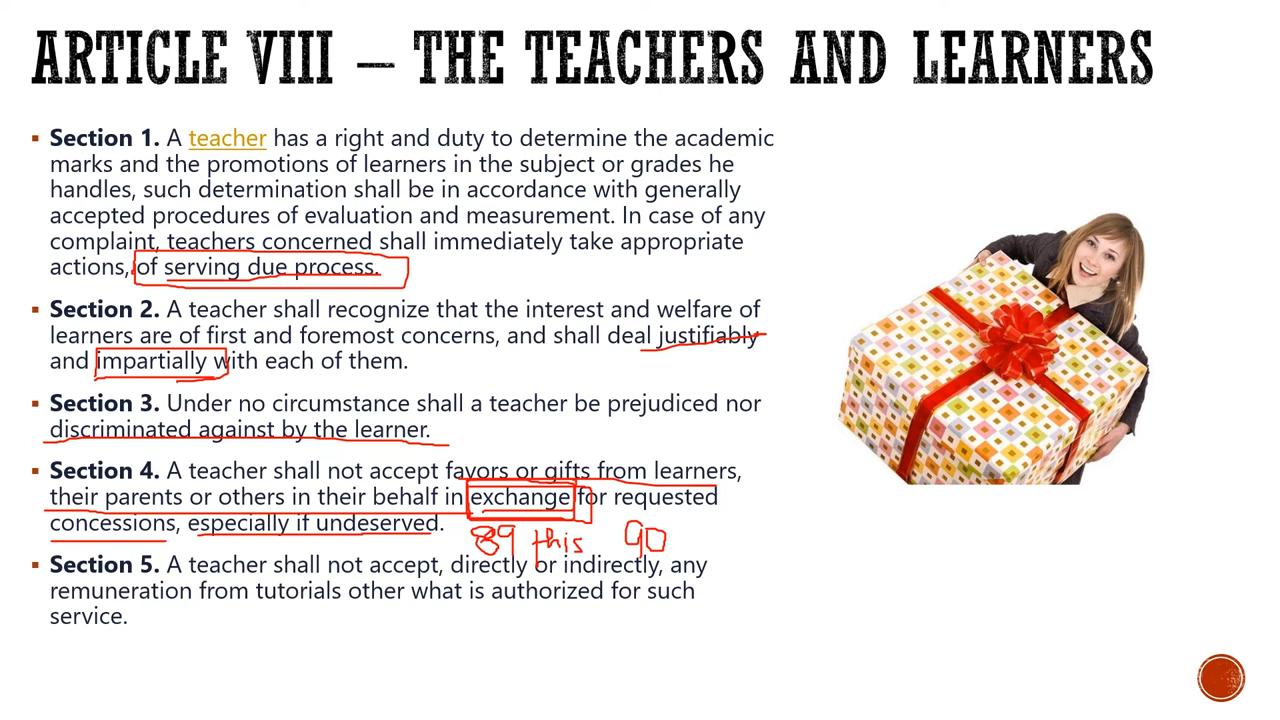 ARTICLE VIII – THE TEACHERS AND LEARNERS
▪ Section 1. A teacher has a right and duty to determine the academic
marks and the promotions of learners in the subject or grades he
handles, such determination shall be in accordance with generally
accepted procedures of evaluation and measurement. In case of any
complaint, teachers concerned shall immediately take appropriate
actions, of serving due process.
▪ Section 2. A teacher shall recognize that the interest and welfare of
learners are of first and foremost concerns, and shall deal justifiably
and impartially with each of them.
▪ Section 3. Under no circumstance shall a teacher be prejudiced nor
discriminated against by the learner.
▪ Section 4. A teacher shall not accept favors or gifts from learners,
their parents or others in their behalf in exchange for requested
concessions, especially if undeserved.
89 this 90
▪ Section 5. A teacher shall not accept, directly or indirectly, any
remuneration from tutorials other what is authorized for such
service.